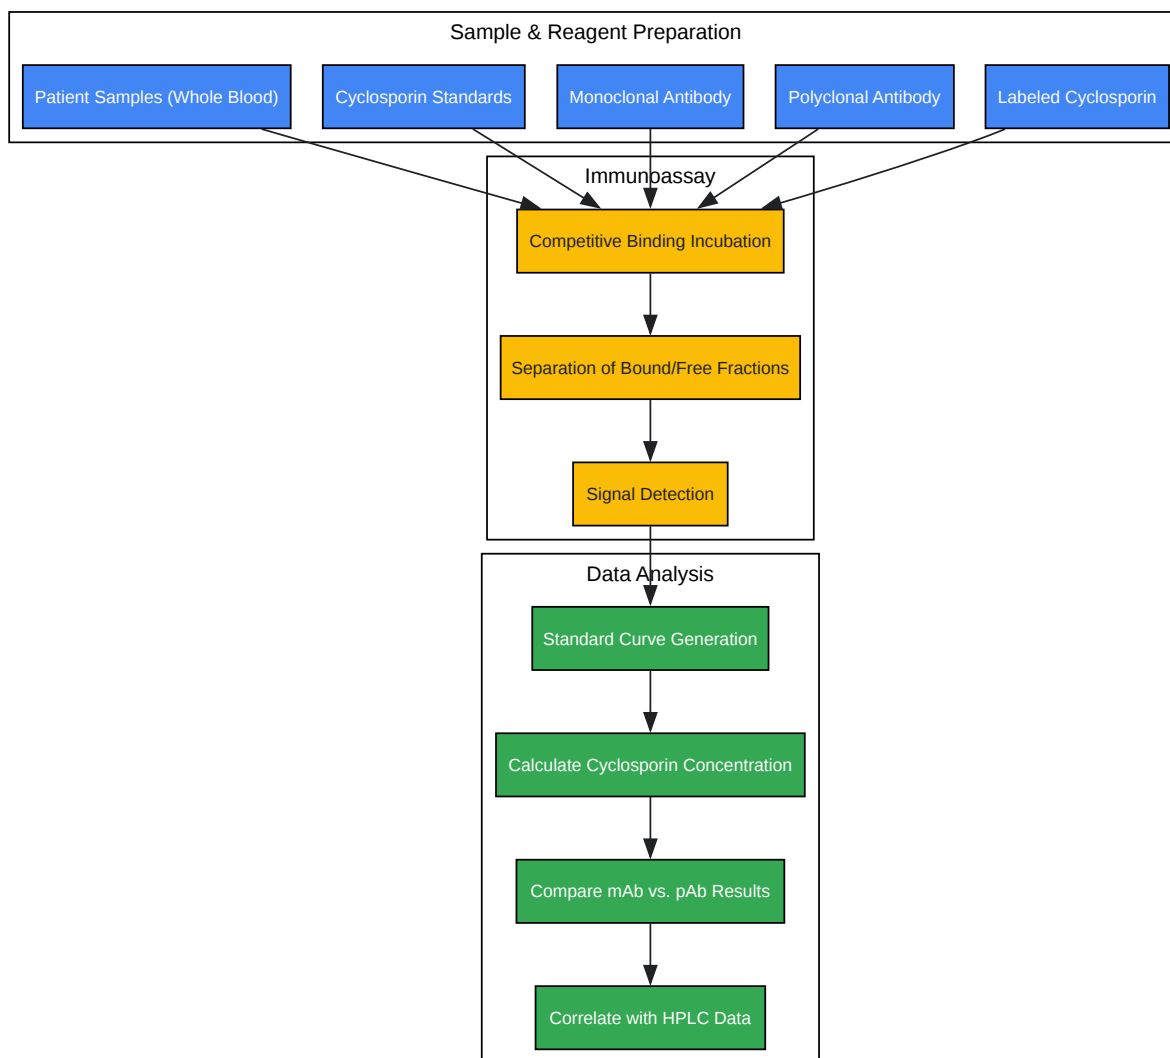 Sample & Reagent Preparation
Patient Samples (Whole Blood)
Cyclosporin Standards
Monoclonal Antibody
Polyclonal Antibody
Labeled Cyclosporin
Immunoassay
Competitive Binding Incubation
Separation of Bound/Free Fractions
Signal Detection
Data Analysis
Standard Curve Generation
Calculate Cyclosporin Concentration
Compare mAb vs. pAb Results
Correlate with HPLC Data